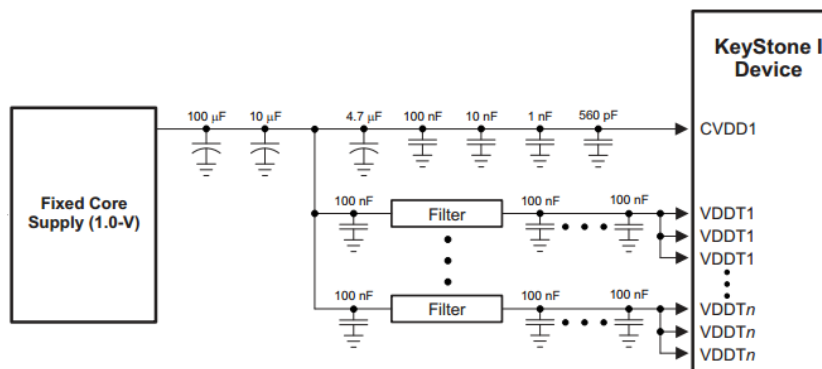 KeyStone I
Device
100 μF 10 μF 4.7 μF 100 nF 10 nF 1 nF 560 pF
CVDD1
Fixed Core
Supply (1.0-V)
100 nF Filter 100 nF 100 nF
VDDT1
VDDT1
VDDT1
100 nF Filter 100 nF 100 nF
VDDTn
VDDTn
VDDTn